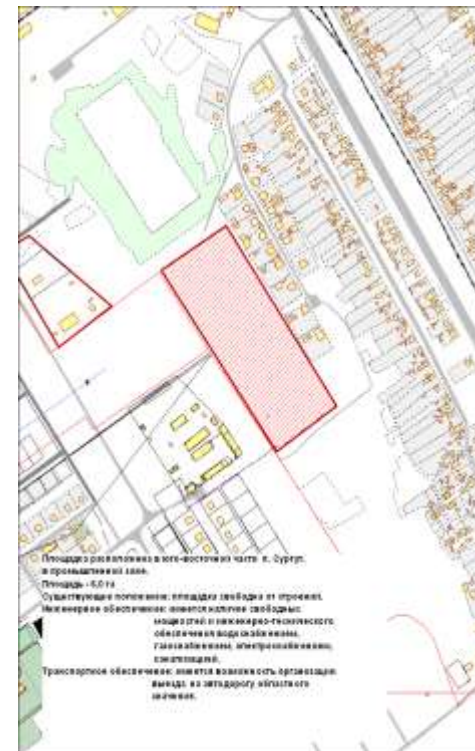 Площадка расположена в юго-восточной части п. Сургут,
в промышленной зоне.
Площадь - 6,0 га
Существующее положение: площадка свободна от строений.
Инженерное обеспечение: имеется наличие свободных
мощностей и инженерно-технического
обеспечения водоснабжением,
газоснабжением, электроснабжением,
канализацией.
Транспортное обеспечение: имеется возможность организации
выезда на автодорогу областного
значения.